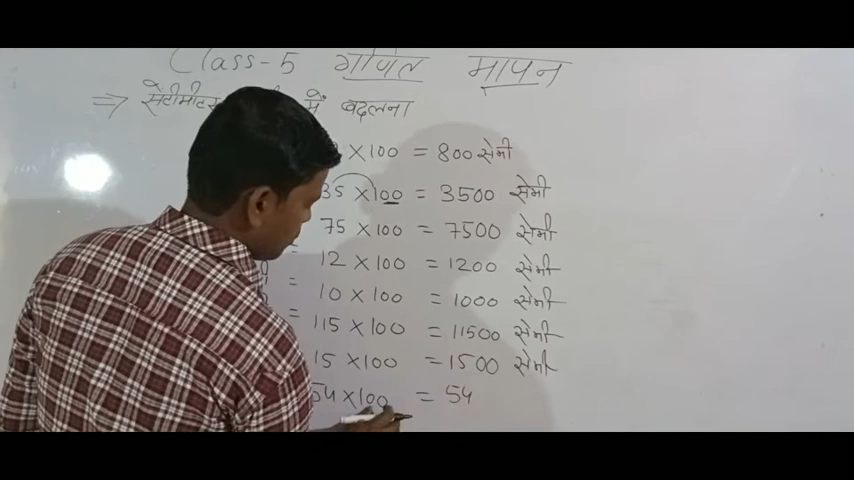 Class-5 गणित मापन
⇒ सेंटीमीटर में बदलना
×100 = 800 सेमी
35 ×100 = 3500 सेमी
75 ×100 = 7500 सेमी
= 12 ×100 = 1200 सेमी
= 10 ×100 = 1000 सेमी
= 115 ×100 = 11500 सेमी
15 ×100 = 1500 सेमी
54 ×100 = 54